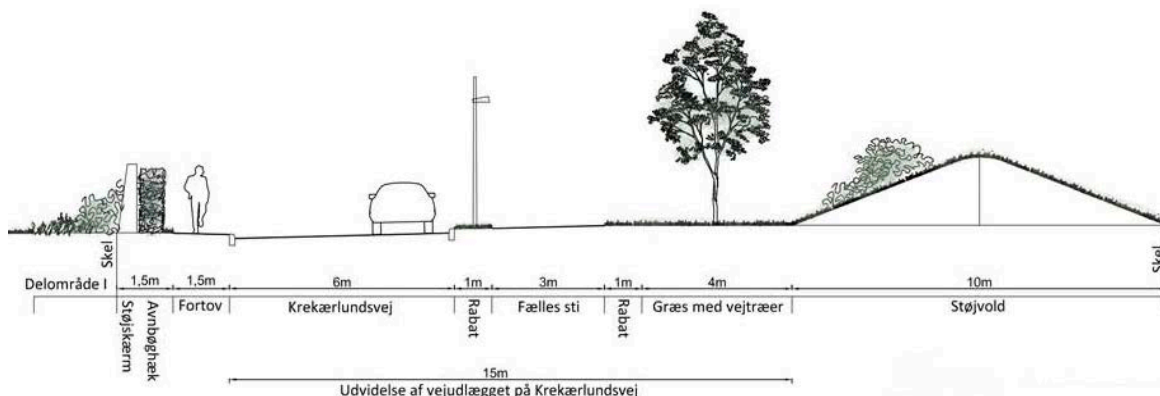 Skel
Skel
Delområde I
1,5m
1,5m
6m
1m
3m
1m
4m
10m
Støjskærm
Avnbøghæk
Fortov
Krekærlundsvej
Rabat
Fælles sti
Rabat
Græs med vejtræer
Støjvold
15m
Udvidelse af vejudlægget på Krekærlundsvej